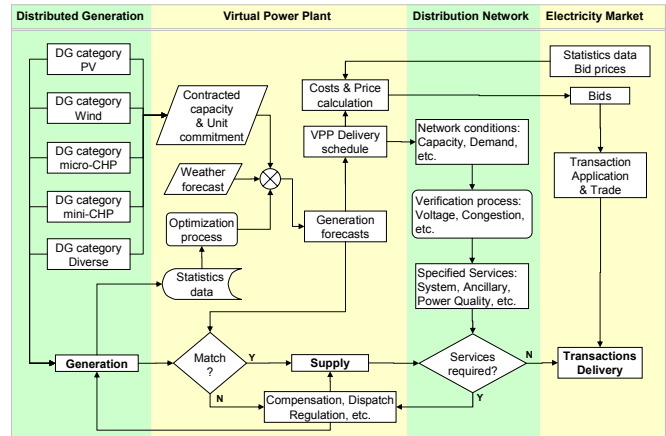 Distributed Generation
Virtual Power Plant
Distribution Network
Electricity Market
DG category
PV
DG category
Wind
DG category
micro-CHP
DG category
mini-CHP
DG category
Diverse
Generation
Contracted
capacity
& Unit
commitment
Weather
forecast
Optimization
process
Statistics
data
Match
?
Y
N
Costs & Price
calculation
VPP Delivery
schedule
Generation
forecasts
Supply
Compensation, Dispatch
Regulation, etc.
Network conditions:
Capacity, Demand,
etc.
Verification process:
Voltage, Congestion,
etc.
Specified Services:
System, Ancillary,
Power Quality, etc.
Services
required?
N
Y
Statistics data
Bid prices
Bids
Transaction
Application
& Trade
Transactions
Delivery